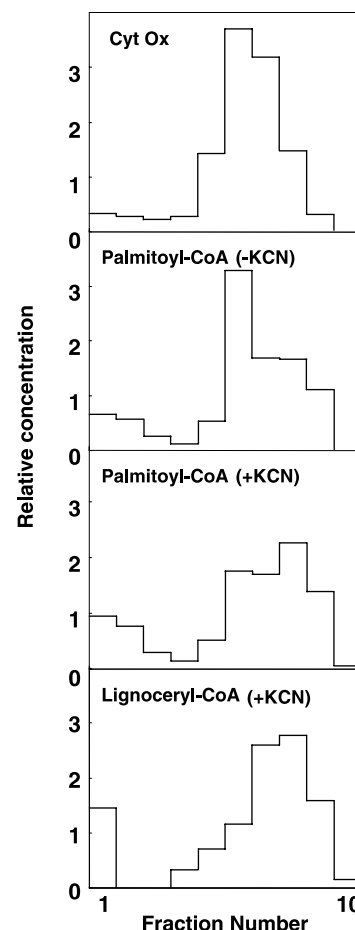 Cyt Ox
3
2
1
0
Palmitoyl-CoA (-KCN)
3
2
1
0
Relative concentration
Palmitoyl-CoA (+KCN)
3
2
1
0
Lignoceryl-CoA (+KCN)
3
2
1
0
1 10
Fraction Number